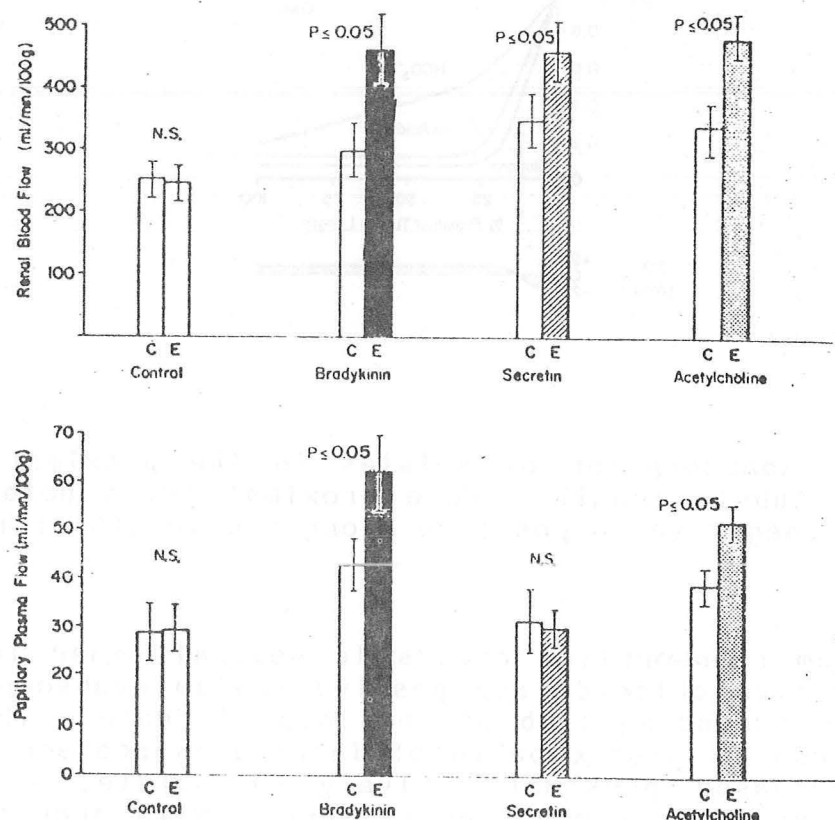 Renal Blood Flow (ml/mn/100g)
500
400
300
200
100
N.S.
P ≤ 0.05
P ≤ 0.05
P ≤ 0.05
C E
C E
C E
C E
Control
Bradykinin
Secretin
Acetylcholine
Papillary Plasma Flow (ml/mn/100g)
70
60
50
40
30
20
10
0
N.S.
P ≤ 0.05
N.S.
P ≤ 0.05
C E
C E
C E
C E
Control
Bradykinin
Secretin
Acetylcholine